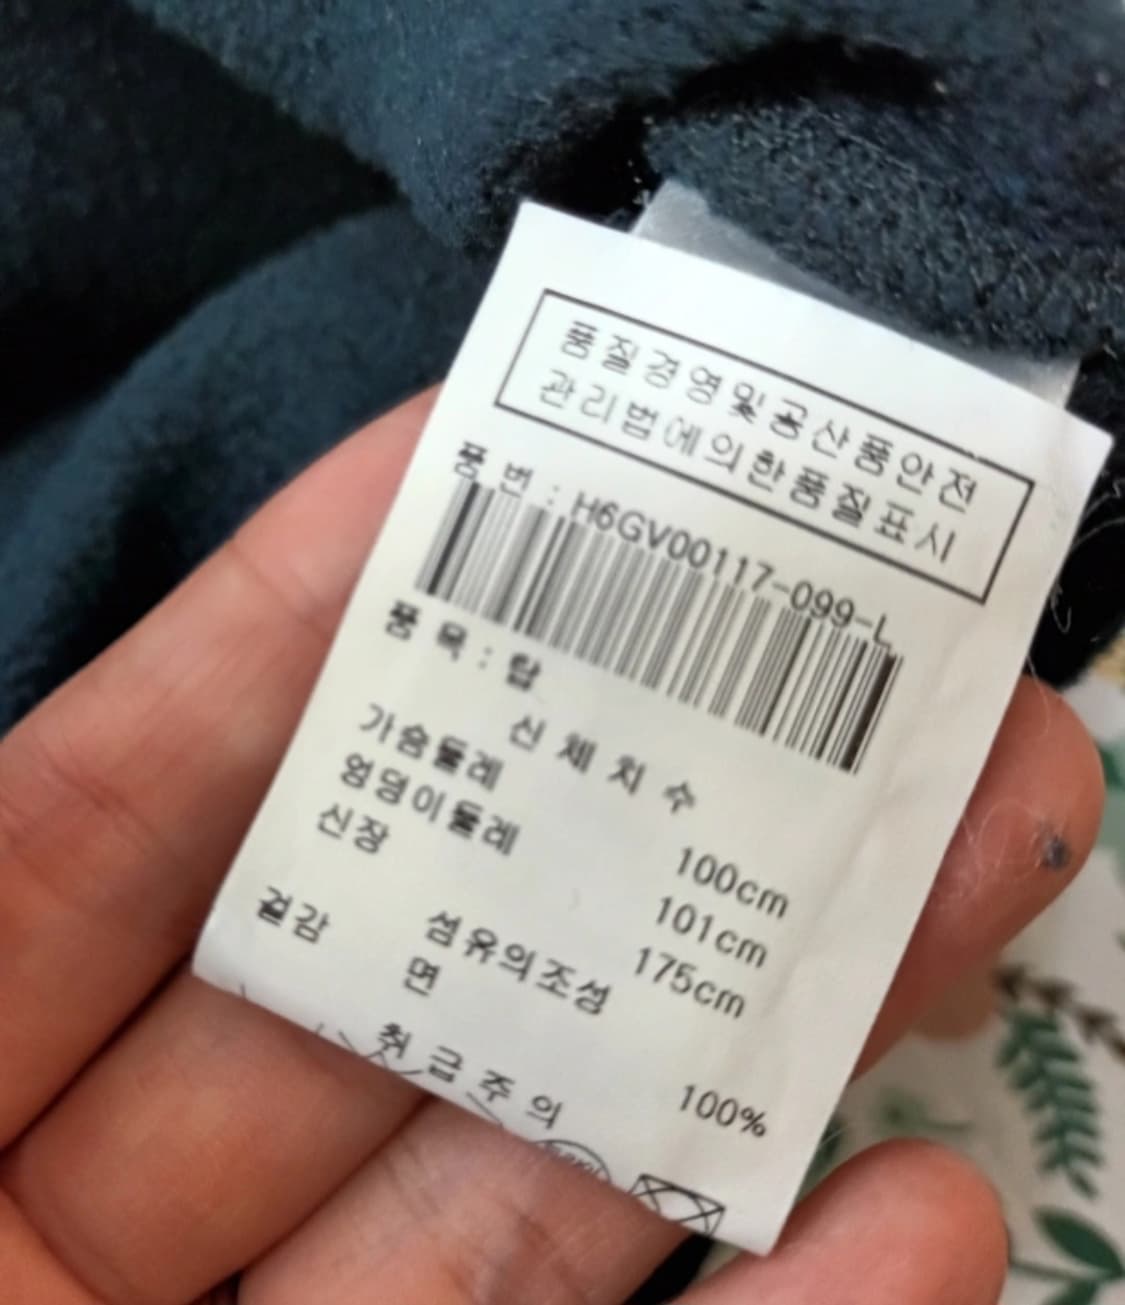 품질경영및공산품안전
관리법에의한품질표시
품 번 : H6GV00117-099-L
품 목 : 탑
신 체 치 수
가슴둘레 100cm
엉덩이둘레 101cm
신장 175cm
섬유의조성
겉감 면 100%
취 급 주 의